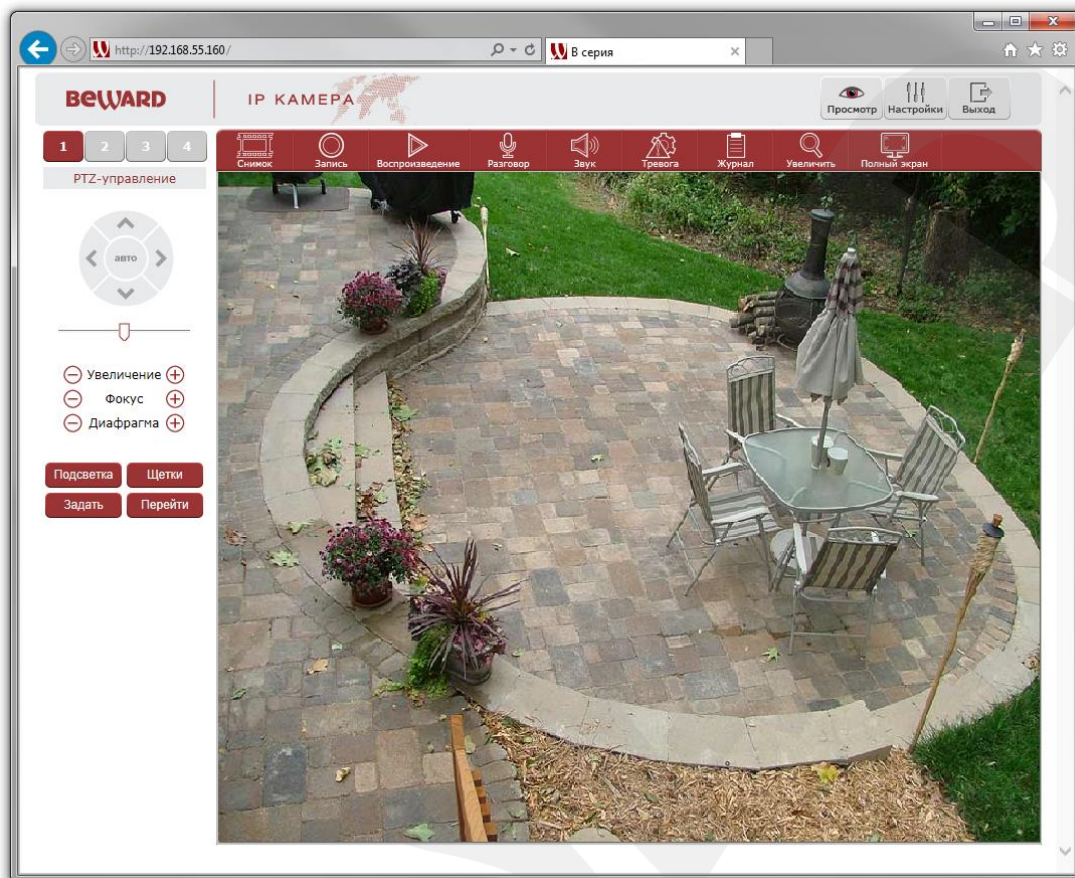 http://192.168.55.160/
В серия
BEWARD
IP КАМЕРА
Просмотр
Настройки
Выход
1 2 3 4
Снимок
Запись
Воспроизведение
Разговор
Звук
Тревога
Журнал
Увеличить
Полный экран
PTZ-управление
авто
Увеличение
Фокус
Диафрагма
Подсветка
Щетки
Задать
Перейти